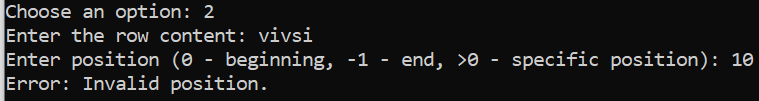 Choose an option: 2
Enter the row content: vivsi
Enter position (0 - beginning, -1 - end, >0 - specific position): 10
Error: Invalid position.